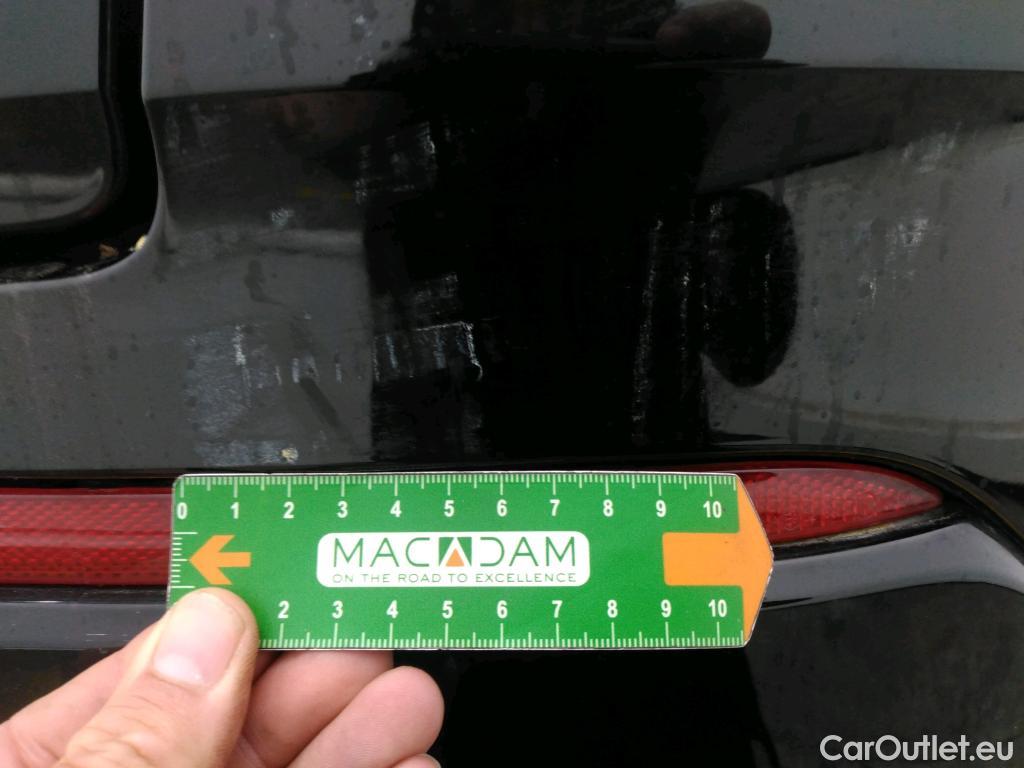 0 1 2 3 4 5 6 7 8 9 10
MACADAM
ON THE ROAD TO EXCELLENCE
2 3 4 5 6 7 8 9 10
CarOutlet.eu